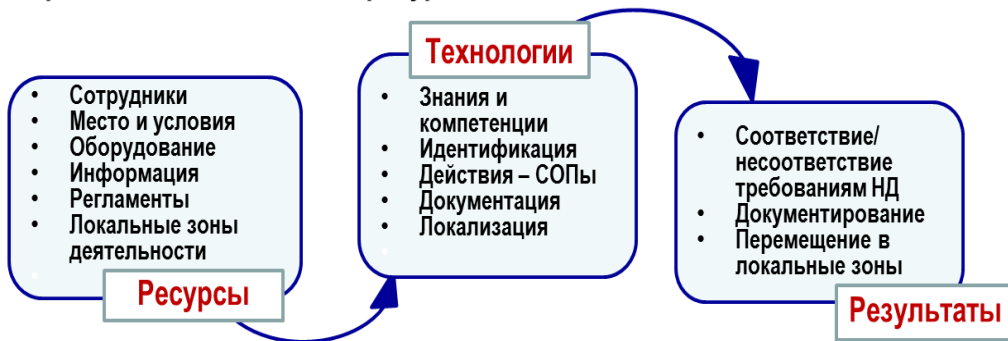 Ресурсы
• Сотрудники
• Место и условия
• Оборудование
• Информация
• Регламенты
• Локальные зоны
деятельности
Технологии
• Знания и
компетенции
• Идентификация
• Действия – СОПы
• Документация
• Локализация
• Соответствие/
несоответствие
требованиям НД
• Документирование
• Перемещение в
локальные зоны
Результаты